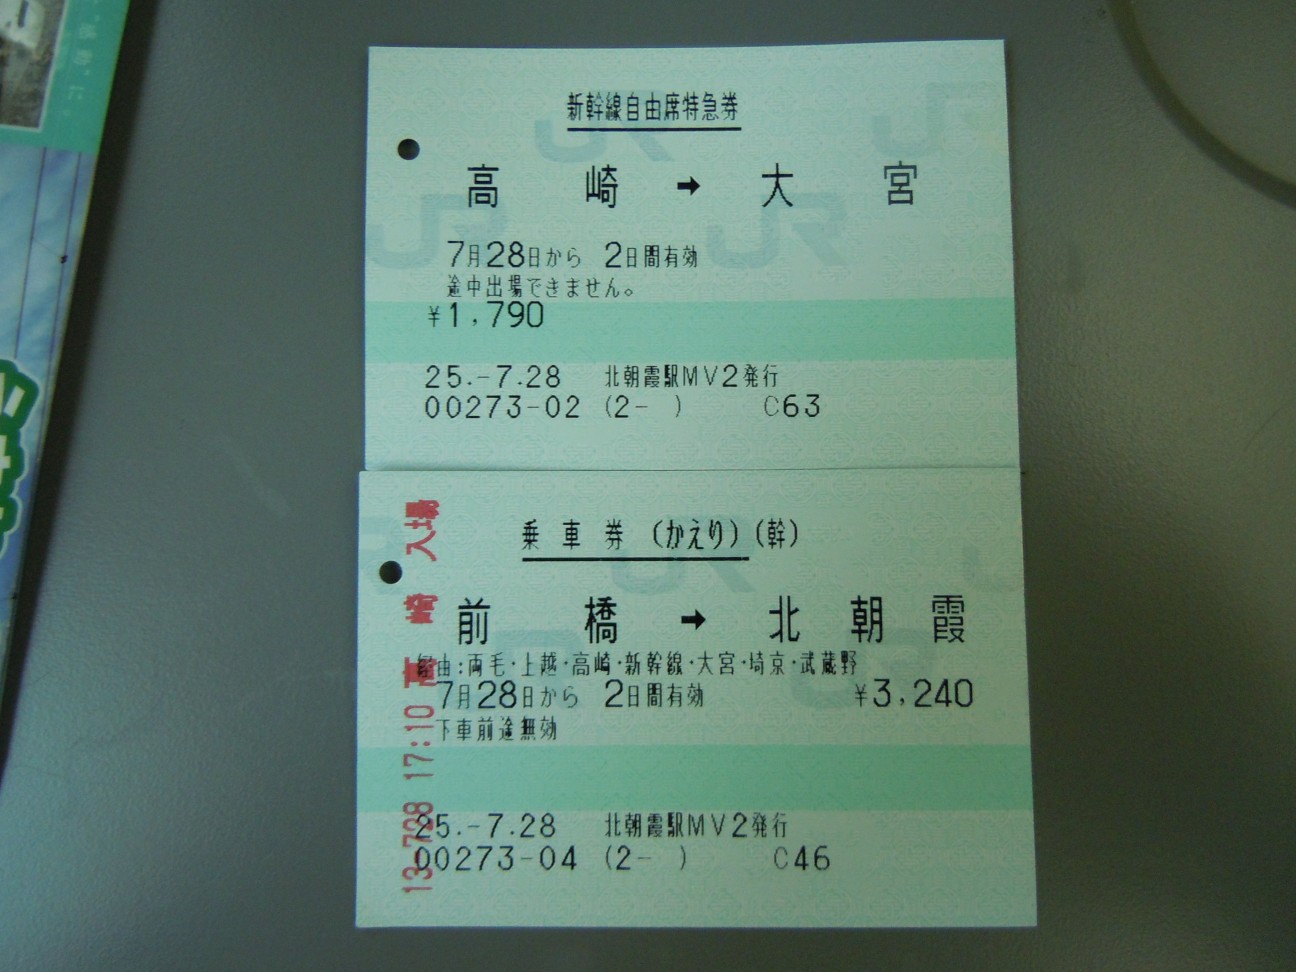 新幹線自由席特急券
高崎➡大宮
7月28日から 2日間有効
途中出場できません。
¥1,790
25.-7.28 北朝霞駅MV2発行
00273-02 (2- ) C63
乗車券 (かえり) (幹)
前橋➡北朝霞
経由:両毛・上越・高崎・新幹線・大宮・埼京・武蔵野
7月28日から 2日間有効 ¥3,240
下車前途無効
25.-7.28 北朝霞駅MV2発行
00273-04 (2- ) C46
13-728 17:10 高崎 入場